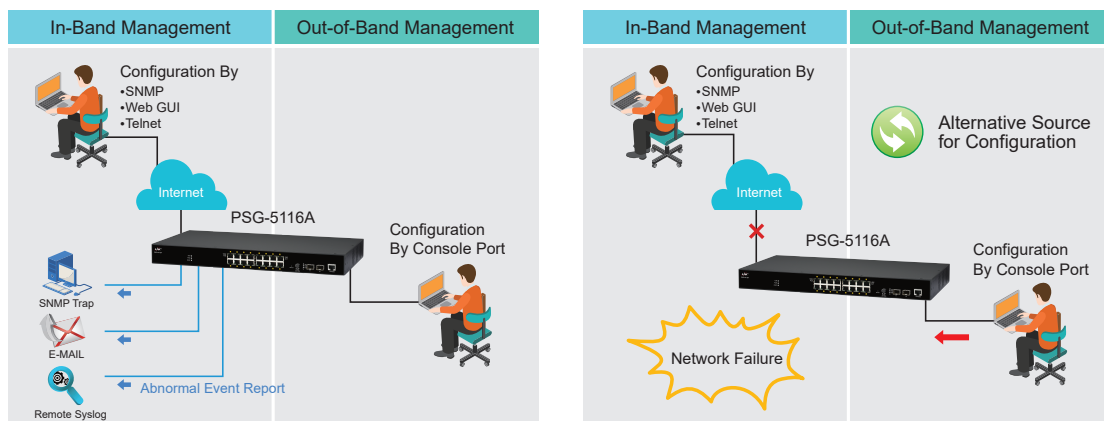 In-Band Management
Out-of-Band Management
Configuration By
•SNMP
•Web GUI
•Telnet
Internet
PSG-5116A
Configuration
By Console Port
SNMP Trap
E-MAIL
Abnormal Event Report
Remote Syslog
In-Band Management
Out-of-Band Management
Configuration By
•SNMP
•Web GUI
•Telnet
Alternative Source
for Configuration
Internet
PSG-5116A
Configuration
By Console Port
Network Failure